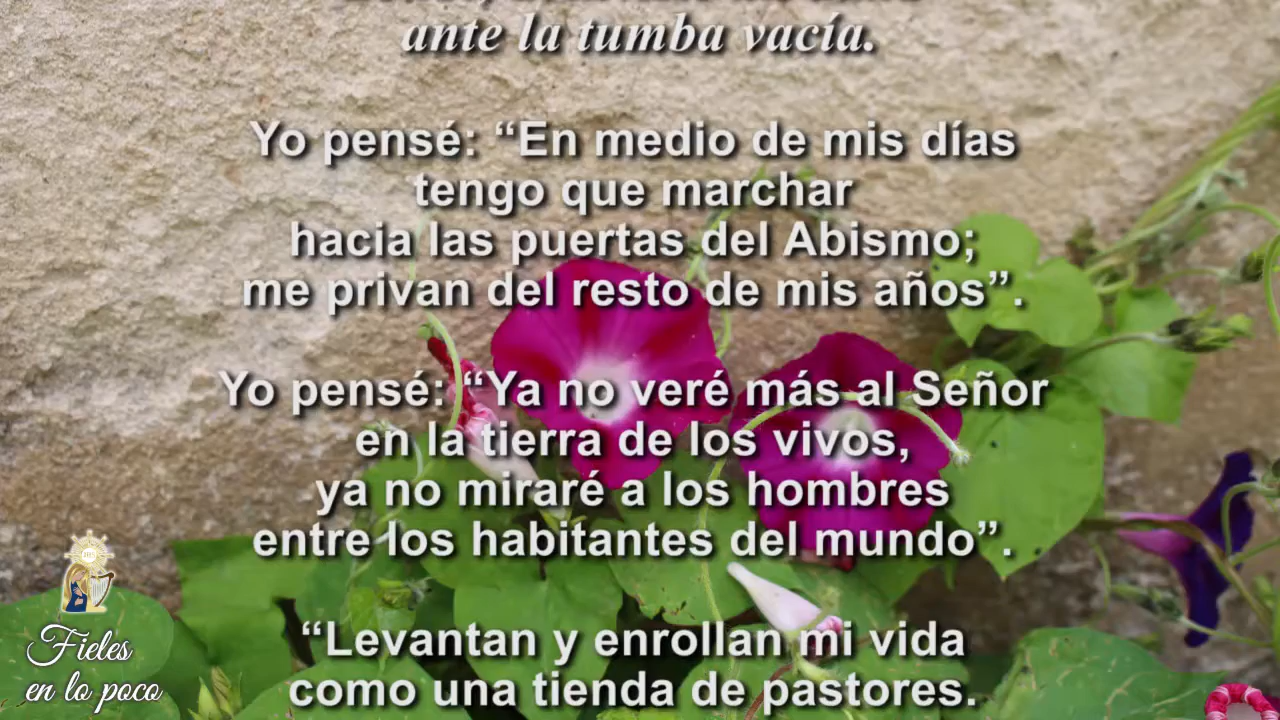 ante la tumba vacía.
Yo pensé: “En medio de mis días
tengo que marchar
hacia las puertas del Abismo;
me privan del resto de mis años”.
Yo pensé: “Ya no veré más al Señor
en la tierra de los vivos,
ya no miraré a los hombres
entre los habitantes del mundo”.
“Levantan y enrollan mi vida
como una tienda de pastores.
Fieles
en lo poco